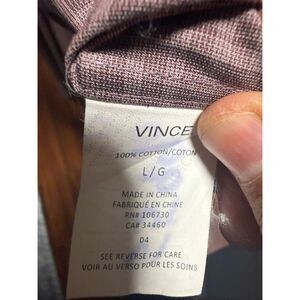 VINCE
100% COTTON/COTON
L/G
MADE IN CHINA
FABRIQUÉ EN CHINE
RN# 106730
CA# 34460
04
SEE REVERSE FOR CARE
VOIR AU VERSO POUR LES SOINS